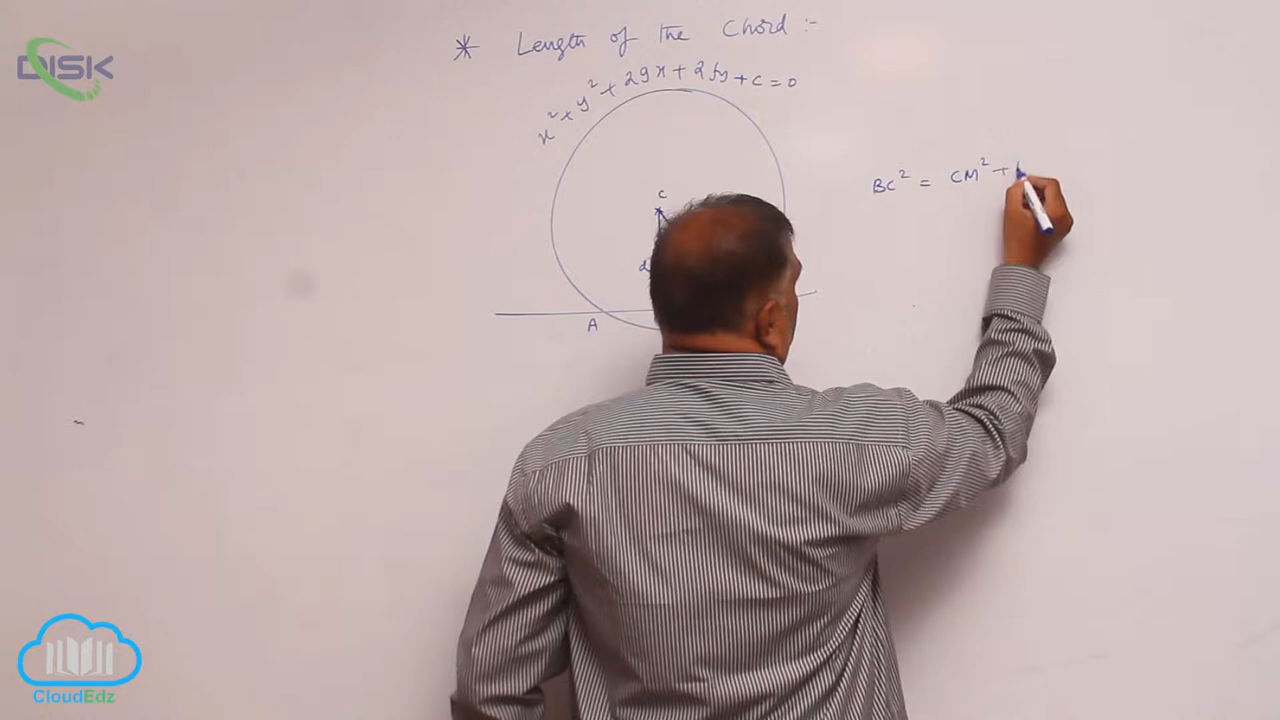 DISK
* Length of the Chord :-
x² + y² + 2gx + 2fy + c = 0
BC² = CM² +
C
d
A
CloudEdz